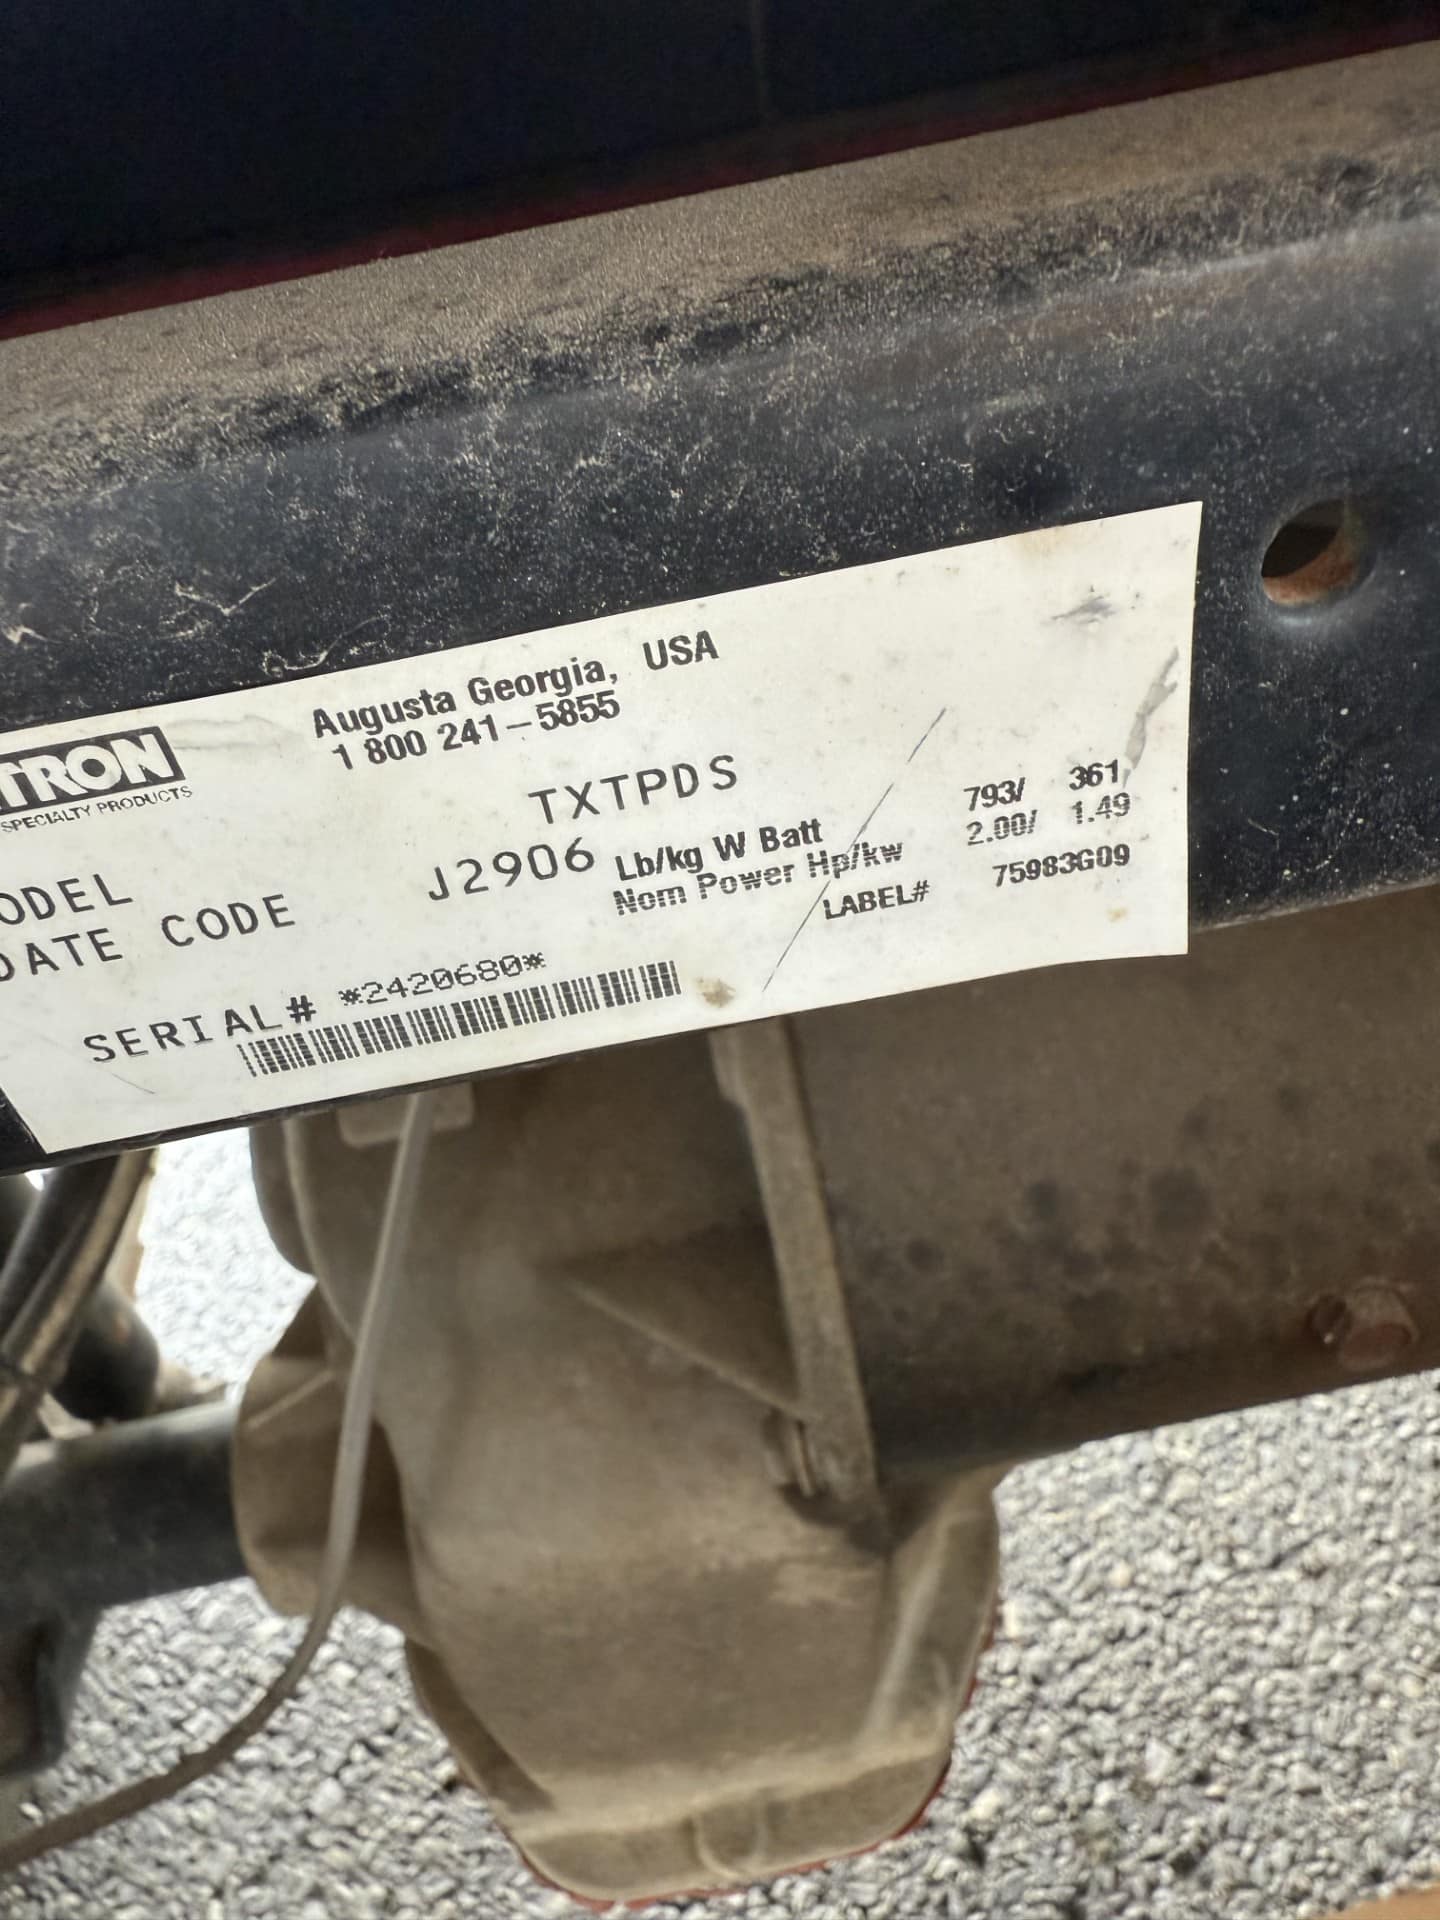 TRON
SPECIALTY PRODUCTS
Augusta Georgia, USA
1 800 241-5855
ODEL TXTPDS
DATE CODE J2906
Lb/kg W Batt 793/ 361
Nom Power Hp/kw 2.00/ 1.49
LABEL# 75983G09
SERIAL# *2420680*